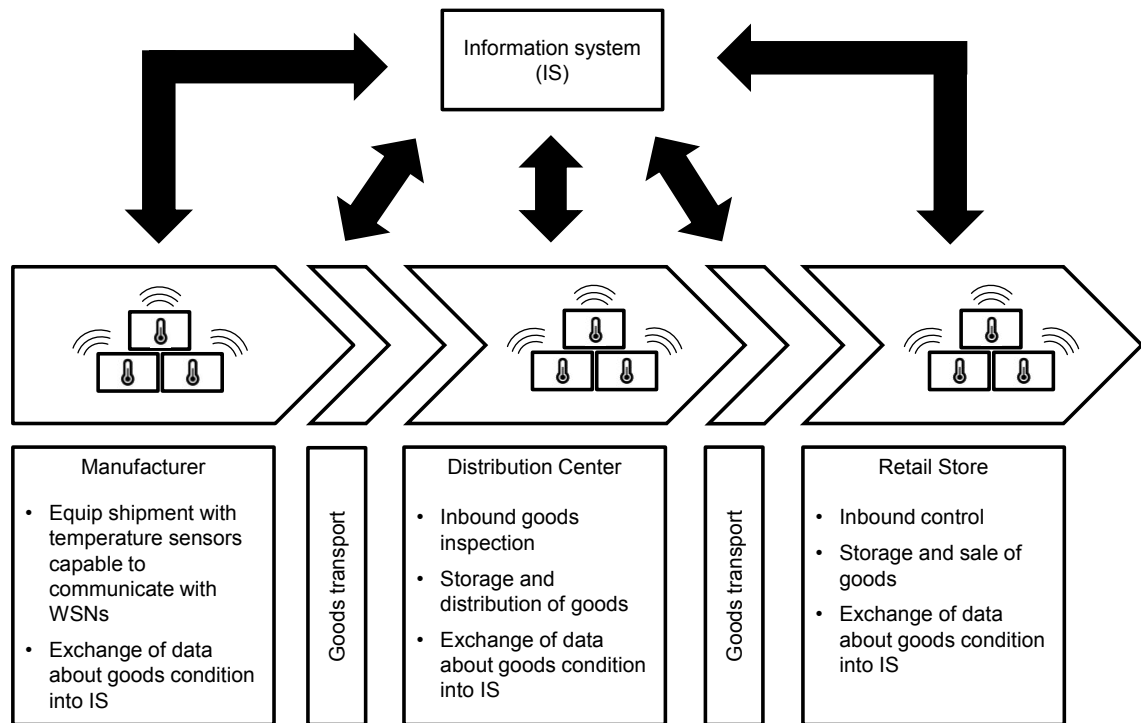 Information system
(IS)
Manufacturer
• Equip shipment with
temperature sensors
capable to
communicate with
WSNs
• Exchange of data
about goods condition
into IS
Goods transport
Distribution Center
• Inbound goods
inspection
• Storage and
distribution of goods
• Exchange of data
about goods condition
into IS
Goods transport
Retail Store
• Inbound control
• Storage and sale of
goods
• Exchange of data
about goods condition
into IS